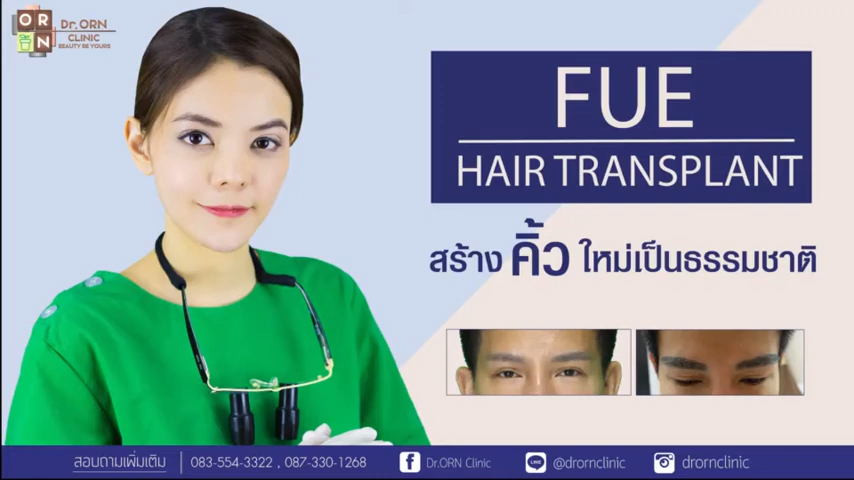 OR
N
Dr.ORN
CLINIC
BEAUTY BE YOURS
FUE
HAIR TRANSPLANT
สร้าง คิ้ว ใหม่เป็นธรรมชาติ
สอบถามเพิ่มเติม 083-554-3322 , 087-330-1268 Dr.ORN Clinic LINE @drornclinic drornclinic